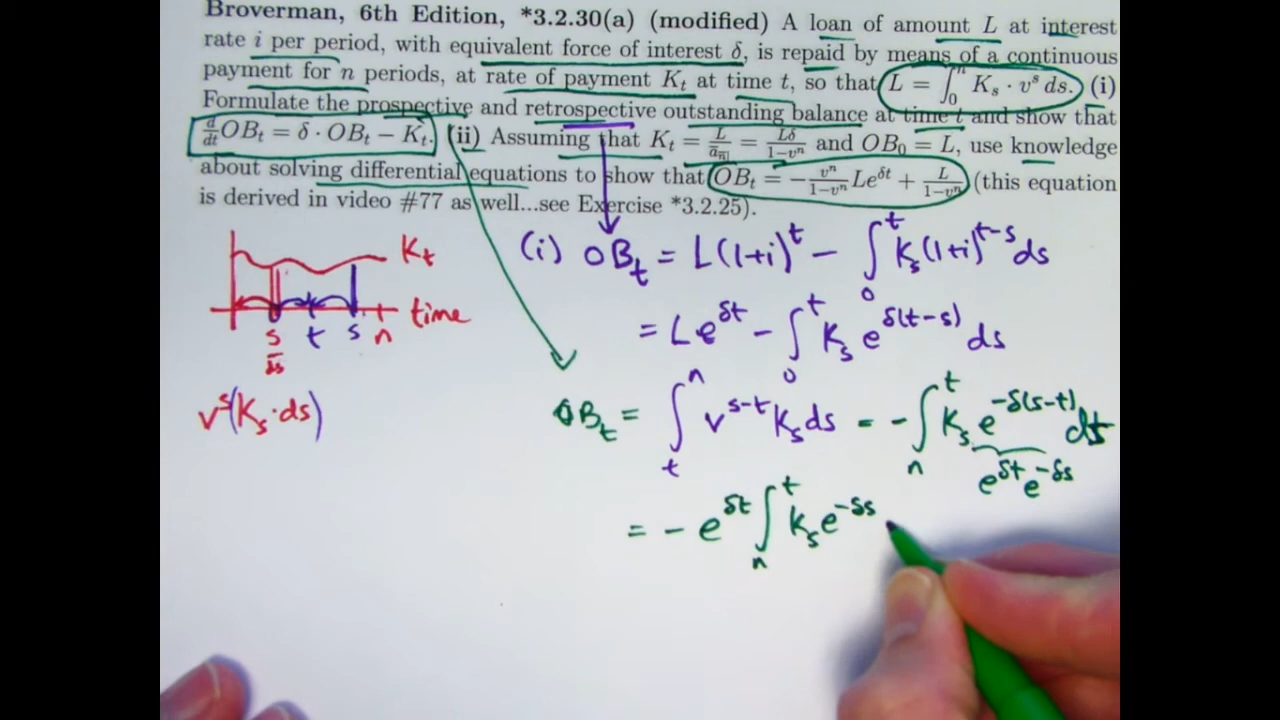 Broverman, 6th Edition, *3.2.30(a) (modified) A loan of amount L at interest
rate i per period, with equivalent force of interest δ, is repaid by means of a continuous
payment for n periods, at rate of payment K_t at time t, so that L = ∫_0^n K_s · v^s ds. (i)
Formulate the prospective and retrospective outstanding balance at time t and show that
d/dt OB_t = δ · OB_t − K_t. (ii) Assuming that K_t = L/ā_n̅| = Lδ/(1−v^n) and OB_0 = L, use knowledge
about solving differential equations to show that OB_t = −v^n/(1−v^n) Le^{δt} + L/(1−v^n) (this equation
is derived in video #77 as well...see Exercise *3.2.25).
K_t
time
s t s n
ds
v^s(K_s·ds)
(i) OB_t = L(1+i)^t − ∫_0^t K_s(1+i)^{t−s} ds
= Le^{δt} − ∫_0^t K_s e^{δ(t−s)} ds
OB_t = ∫_t^n v^{s−t} K_s ds = −∫_n^t K_s e^{−δ(s−t)} ds
e^{δt} e^{−δs}
= −e^{δt} ∫_n^t K_s e^{−δs}